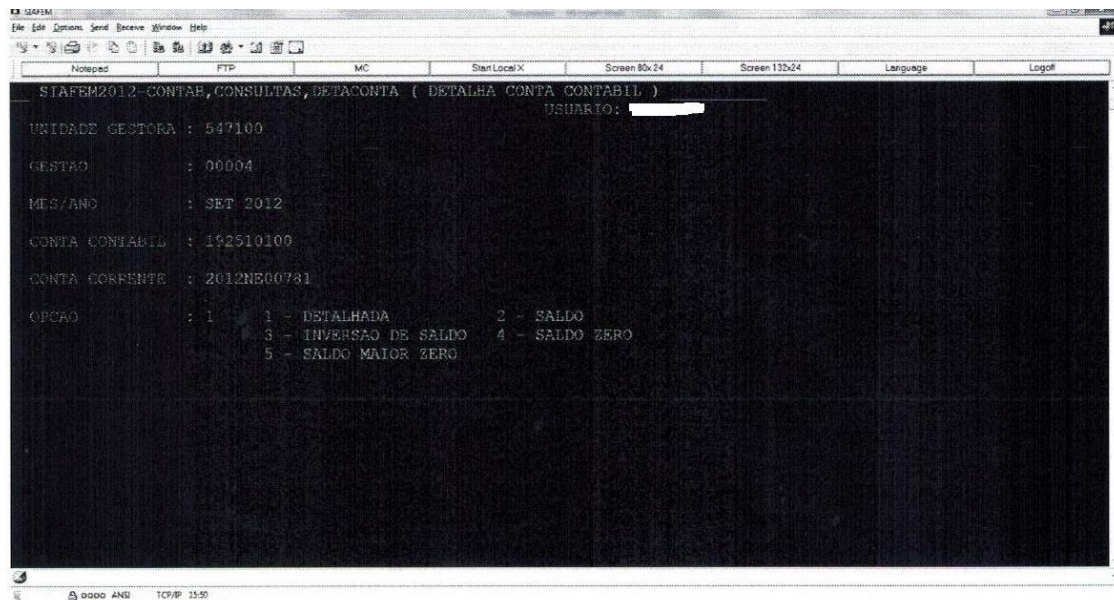 SIAFEM
File Edit Options Send Receive Window Help
Notepad FTP MC Start Local X Screen 80x24 Screen 132x24 Language Logoff
SIAFEM2012-CONTAB,CONSULTAS,DETACONTA ( DETALHA CONTA CONTABIL )
USUARIO:
UNIDADE GESTORA : 547100
GESTAO : 00004
MES/ANO : SET 2012
CONTA CONTABIL : 192510100
CONTA CORRENTE : 2012NE00781
OPCAO : 1 1 - DETALHADA 2 - SALDO
3 - INVERSAO DE SALDO 4 - SALDO ZERO
5 - SALDO MAIOR ZERO
ANSI TCP/IP 15:50